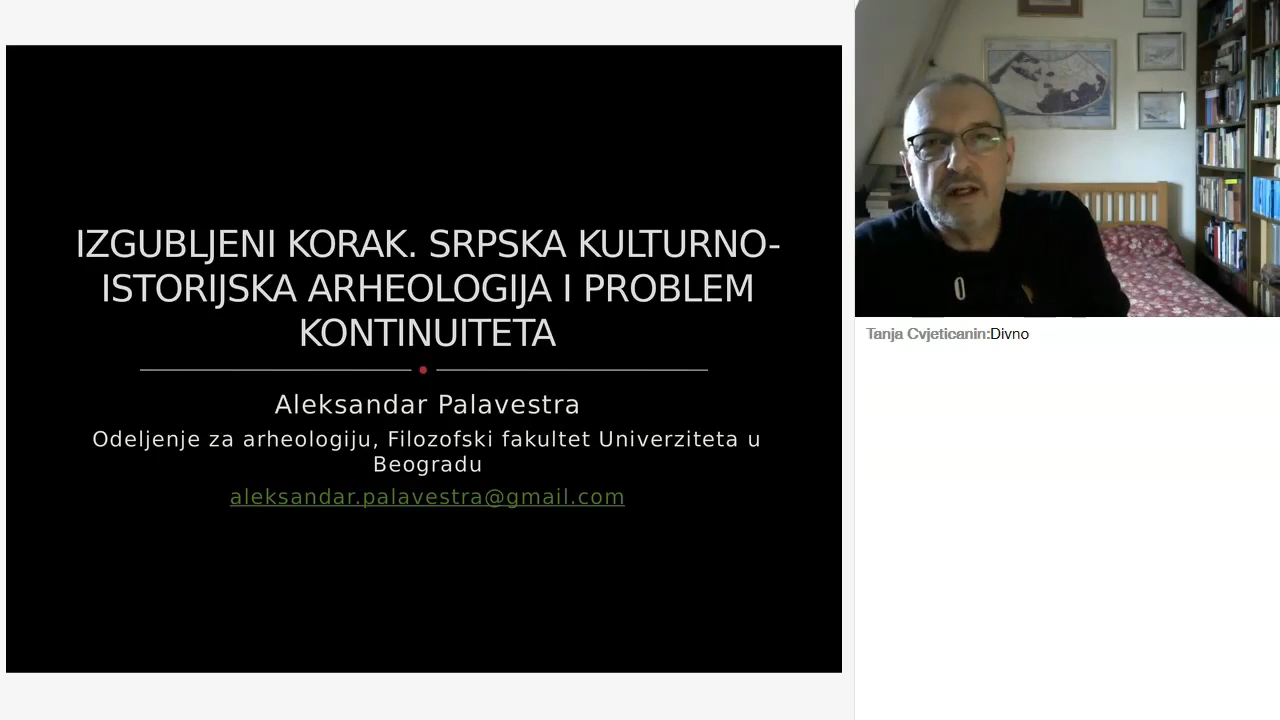 IZGUBLJENI KORAK. SRPSKA KULTURNO-
ISTORIJSKA ARHEOLOGIJA I PROBLEM
KONTINUITETA
Aleksandar Palavestra
Odeljenje za arheologiju, Filozofski fakultet Univerziteta u
Beogradu
aleksandar.palavestra@gmail.com
Tanja Cvjeticanin:Divno